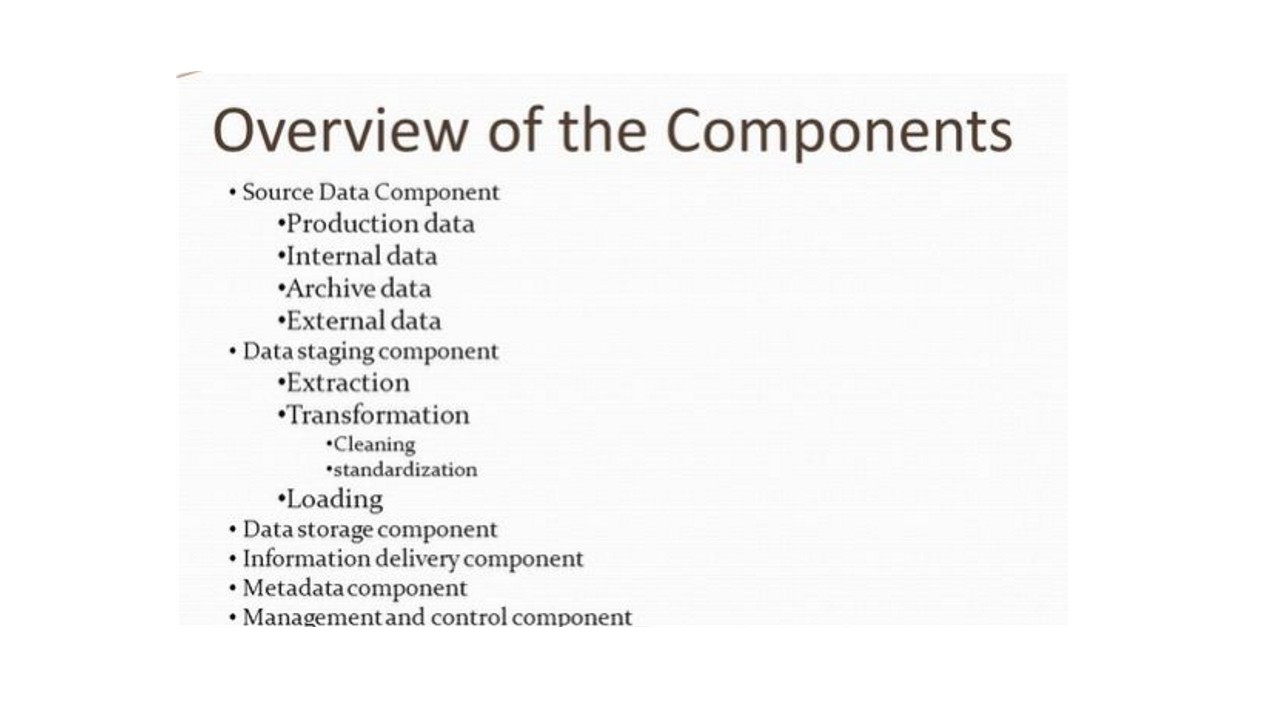 Overview of the Components
• Source Data Component
•Production data
•Internal data
•Archive data
•External data
• Data staging component
•Extraction
•Transformation
•Cleaning
•standardization
•Loading
• Data storage component
• Information delivery component
• Metadata component
• Management and control component